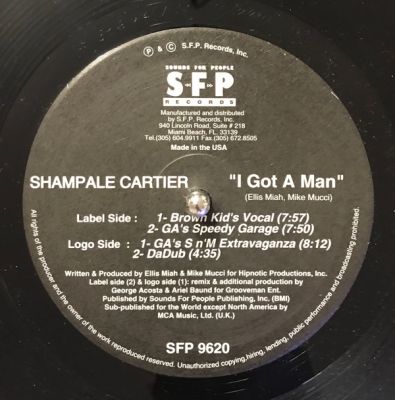 ℗ & © S.F.P. Records, Inc.
SOUNDS FOR PEOPLE
S·F·P
RECORDS
Manufactured and distributed
by S.F.P. Records, Inc.
940 Lincoln Road, Suite # 218
Miami Beach, FL 33139
Tel.(305) 604.9911 Fax.(305) 672.8505
Made in the USA
SHAMPALE CARTIER "I Got A Man"
(Ellis Miah, Mike Mucci)
Label Side : 1- Brown Kid's Vocal (7:57)
2- GA's Speedy Garage (7:50)
Logo Side : 1- GA's S n'M Extravaganza (8:12)
2- DaDub (4:35)
Written & Produced by Ellis Miah & Mike Mucci for Hipnotic Productions, Inc.
Label side (2) & logo side (1): remix & additional production by
George Acosta & Ariel Baund for Grooveman Ent.
Published by Sounds For People Publishing, Inc. (BMI)
Sub-published for the World except North America by
MCA Music, Ltd. (U.K.)
SFP 9620
All rights of the producer and the owner of the work reproduced reserved. Unauthorized copying,hiring, lending, public performance and broadcasting prohibited.